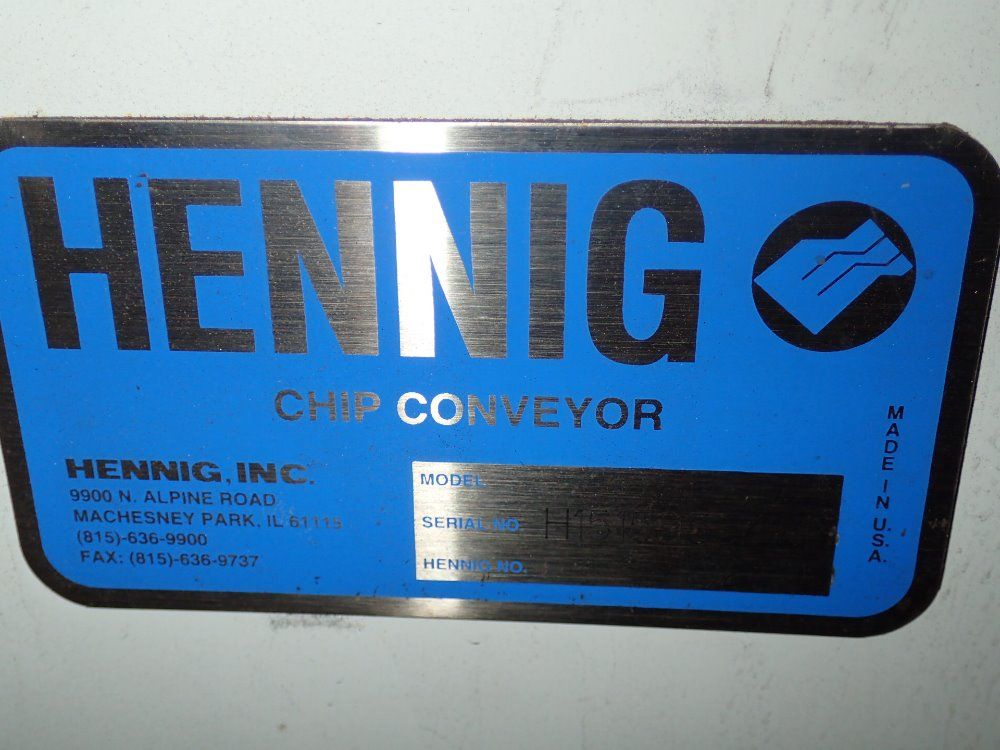 HENNIG
CHIP CONVEYOR
HENNIG, INC.
9900 N. ALPINE ROAD
MACHESNEY PARK, IL 61115
(815)-636-9900
FAX: (815)-636-9737
MODEL
SERIAL NO.
HENNIG NO.
MADE IN U.S.A.